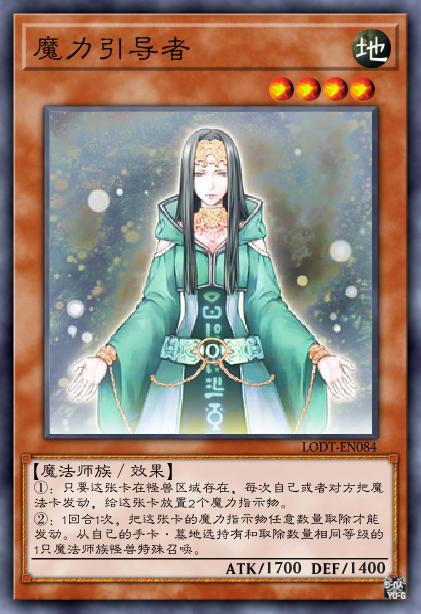 魔力引导者
地
LODT-EN084
【魔法师族／效果】
①：只要这张卡在怪兽区域存在，每次自己或者对方把魔
法卡发动，给这张卡放置2个魔力指示物。
②：1回合1次，把这张卡的魔力指示物任意数量取除才能
发动。从自己的手卡·墓地选持有和取除数量相同等级的
1只魔法师族怪兽特殊召唤。
ATK/1700 DEF/1400